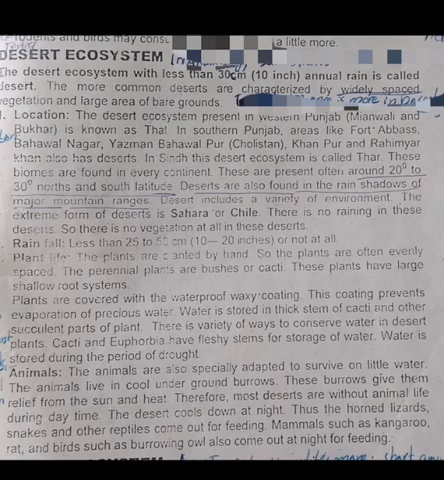 rodents and birds may consu a little more.
DESERT ECOSYSTEM
The desert ecosystem with less than 30cm (10 inch) annual rain is called
desert. The more common deserts are characterized by widely spaced
vegetation and large area of bare grounds.
Location: The desert ecosystem present in western Punjab (Mianwali and
Bukhar) is known as Thal. In southern Punjab, areas like Fort Abbass,
Bahawal Nagar, Yazman Bahawal Pur (Cholistan), Khan Pur and Rahimyar
khan also has deserts. In Sindh this desert ecosystem is called Thar. These
biomes are found in every continent. These are present often around 20° to
30° norths and south latitude. Deserts are also found in the rain shadows of
major mountain ranges. Desert includes a variety of environment. The
extreme form of deserts is Sahara or Chile. There is no raining in these
deserts. So there is no vegetation at all in these deserts.
Rain fall: Less than 25 to 50 cm (10— 20 inches) or not at all.
Plant life: The plants are planted by hand. So the plants are often evenly
spaced. The perennial plants are bushes or cacti. These plants have large
shallow root systems.
Plants are covered with the waterproof waxy coating. This coating prevents
evaporation of precious water. Water is stored in thick stem of cacti and other
succulent parts of plant. There is variety of ways to conserve water in desert
plants. Cacti and Euphorbia have fleshy stems for storage of water. Water is
stored during the period of drought.
Animals: The animals are also specially adapted to survive on little water.
The animals live in cool under ground burrows. These burrows give them
relief from the sun and heat Therefore, most deserts are without animal life
during day time. The desert cools down at night. Thus the horned lizards,
snakes and other reptiles come out for feeding. Mammals such as kangaroo,
rat, and birds such as burrowing owl also come out at night for feeding.